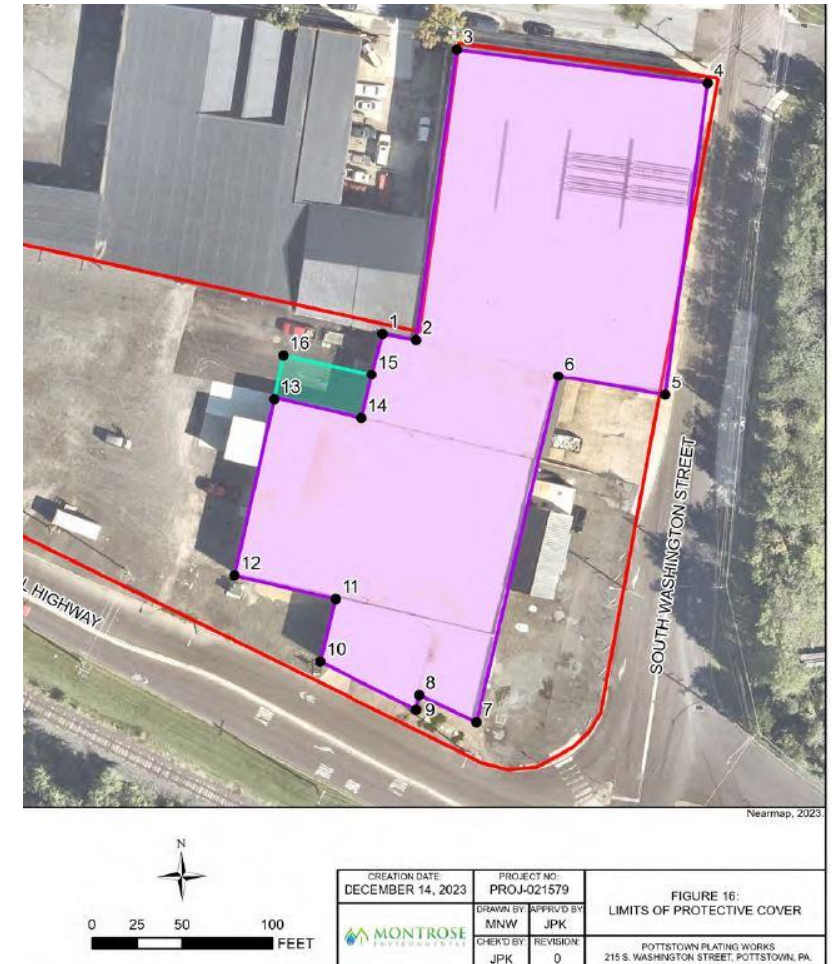 3
4
1
2
15
16
13
14
6
5
12
11
10
8
9
7
SOUTH WASHINGTON STREET
L HIGHWAY
Nearmap, 2023.
N
0 25 50 100
FEET
CREATION DATE:
DECEMBER 14, 2023
PROJECT NO:
PROJ-021579
DRAWN BY:
MNW
APPRV'D BY:
JPK
MONTROSE
ENVIRONMENTAL
CHEK'D BY:
JPK
REVISION:
0
FIGURE 16:
LIMITS OF PROTECTIVE COVER
POTTSTOWN PLATING WORKS
215 S. WASHINGTON STREET, POTTSTOWN, PA.